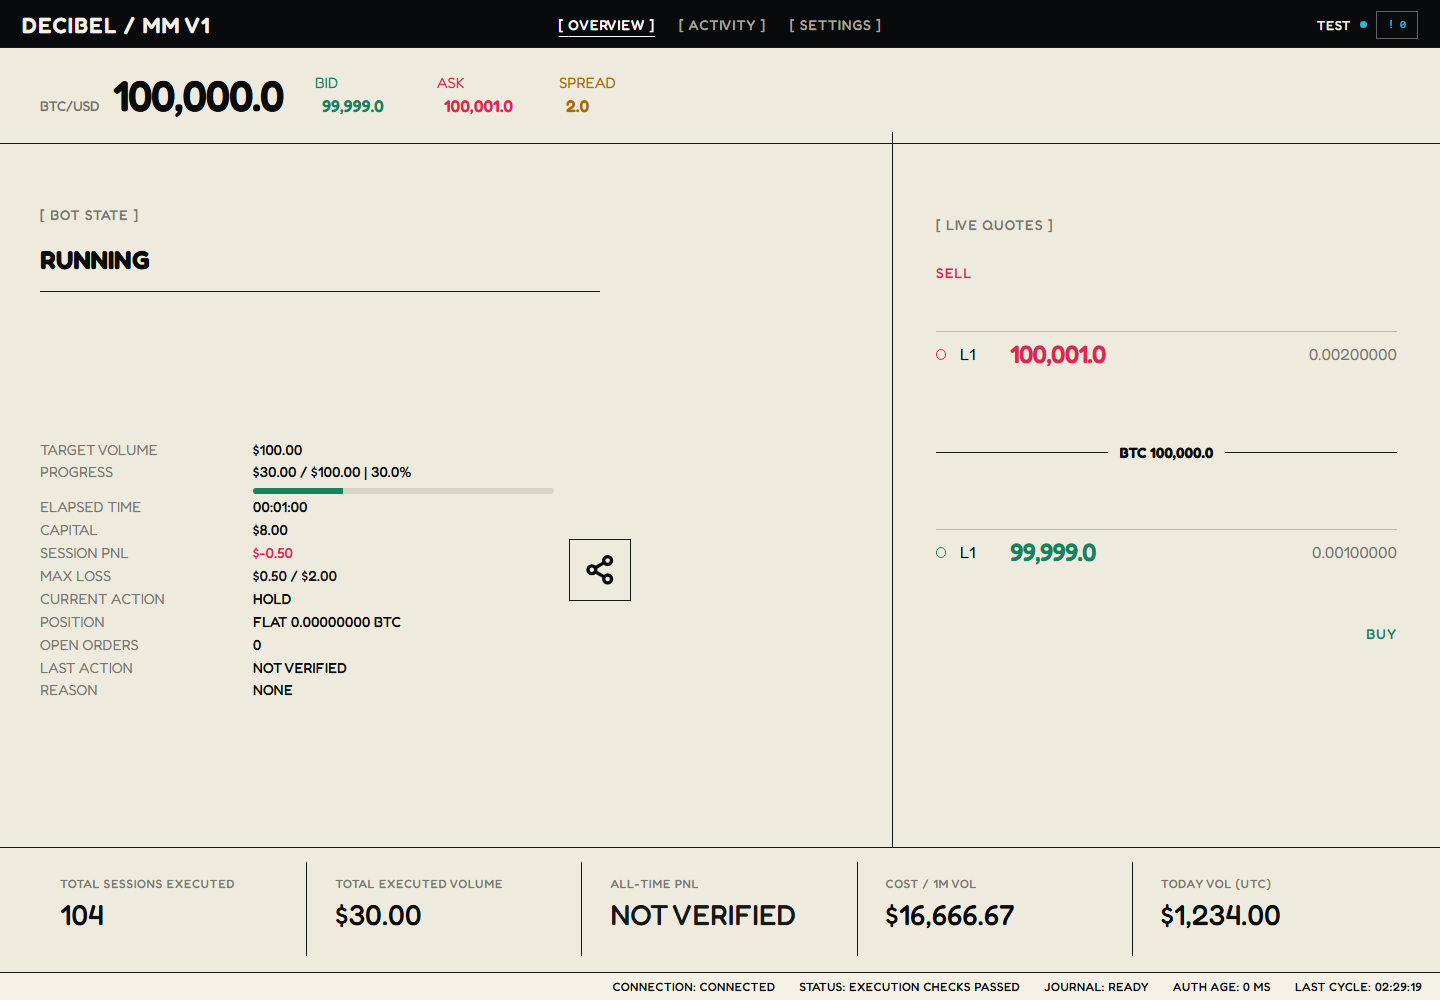 DECIBEL / MM V1
[ OVERVIEW ] [ ACTIVITY ] [ SETTINGS ]
TEST ! 0
BTC/USD 100,000.0
BID
99,999.0
ASK
100,001.0
SPREAD
2.0
[ BOT STATE ]
RUNNING
TARGET VOLUME $100.00
PROGRESS $30.00 / $100.00 | 30.0%
ELAPSED TIME 00:01:00
CAPITAL $8.00
SESSION PNL $-0.50
MAX LOSS $0.50 / $2.00
CURRENT ACTION HOLD
POSITION FLAT 0.00000000 BTC
OPEN ORDERS 0
LAST ACTION NOT VERIFIED
REASON NONE
[ LIVE QUOTES ]
SELL
L1 100,001.0 0.00200000
BTC 100,000.0
L1 99,999.0 0.00100000
BUY
TOTAL SESSIONS EXECUTED
104
TOTAL EXECUTED VOLUME
$30.00
ALL-TIME PNL
NOT VERIFIED
COST / 1M VOL
$16,666.67
TODAY VOL (UTC)
$1,234.00
CONNECTION: CONNECTED STATUS: EXECUTION CHECKS PASSED JOURNAL: READY AUTH AGE: 0 MS LAST CYCLE: 02:29:19